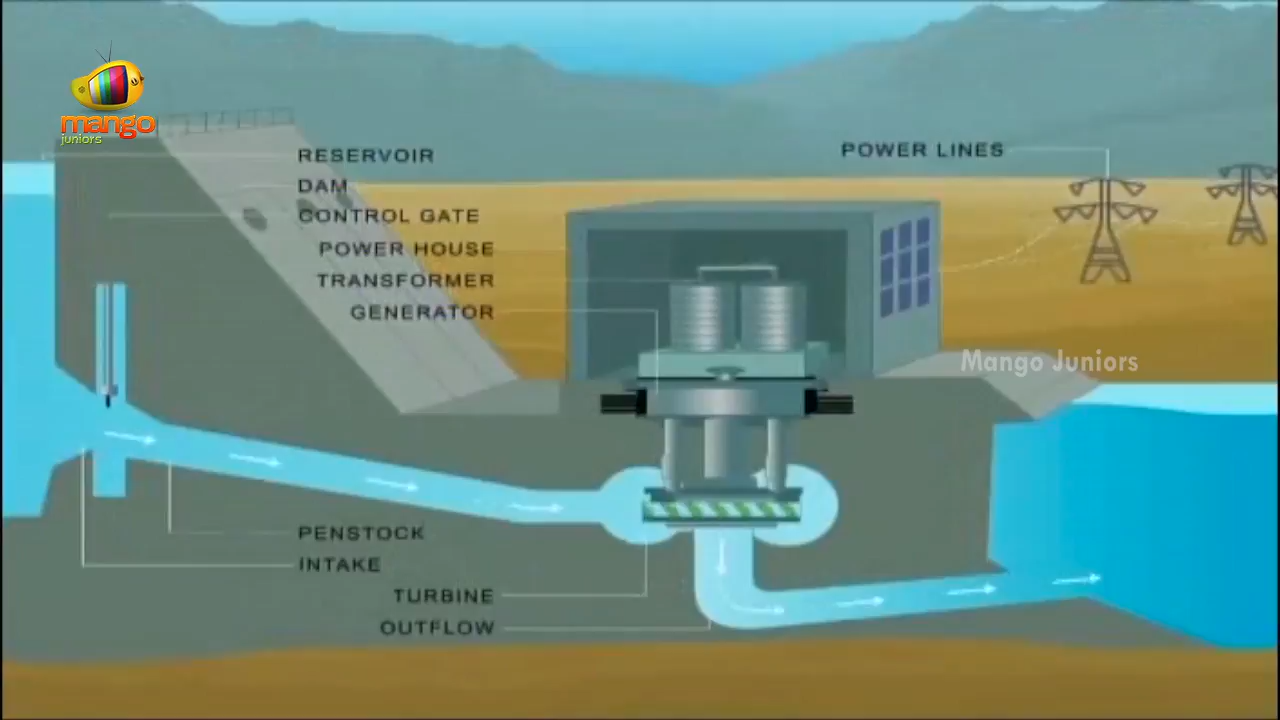 mango
juniors
RESERVOIR
DAM
CONTROL GATE
POWER HOUSE
TRANSFORMER
GENERATOR
POWER LINES
Mango Juniors
PENSTOCK
INTAKE
TURBINE
OUTFLOW